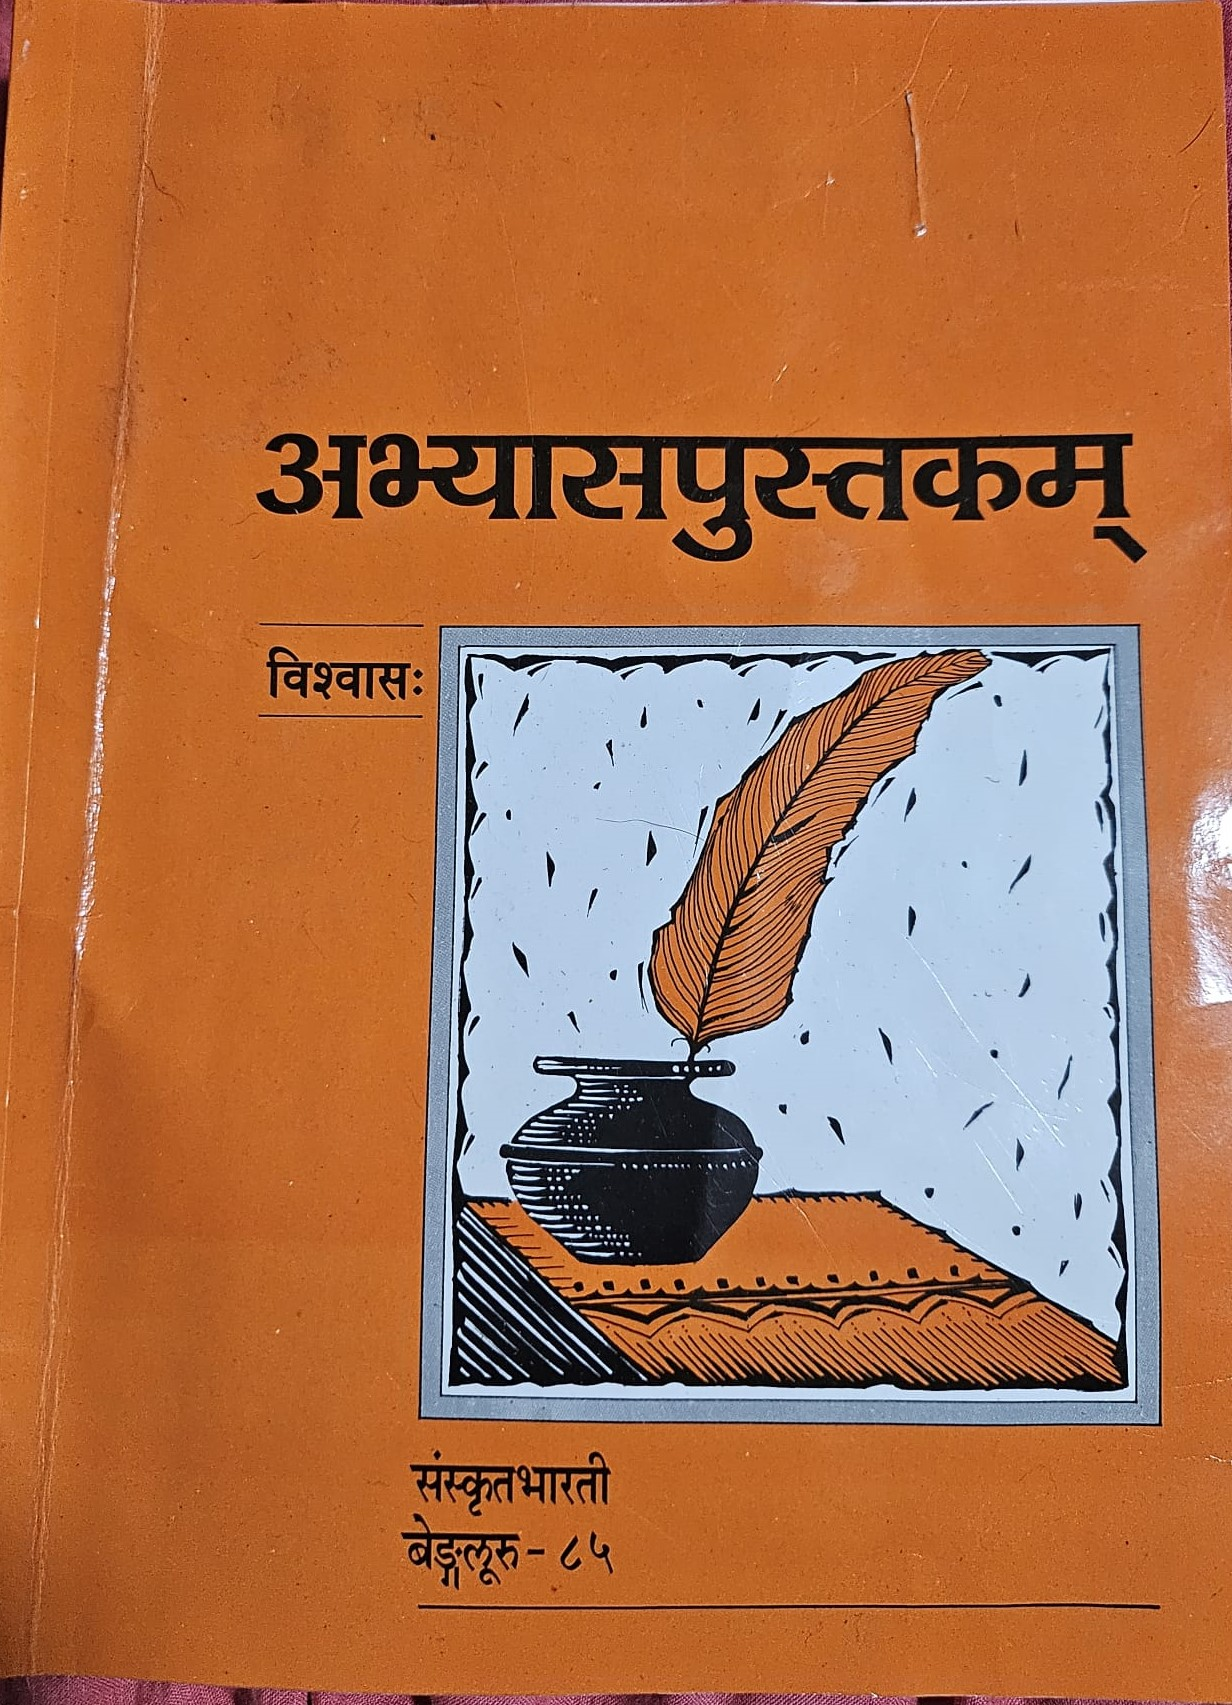 अभ्यासपुस्तकम्
विश्वासः
संस्कृतभारती
बेङ्गलूरु - ८५